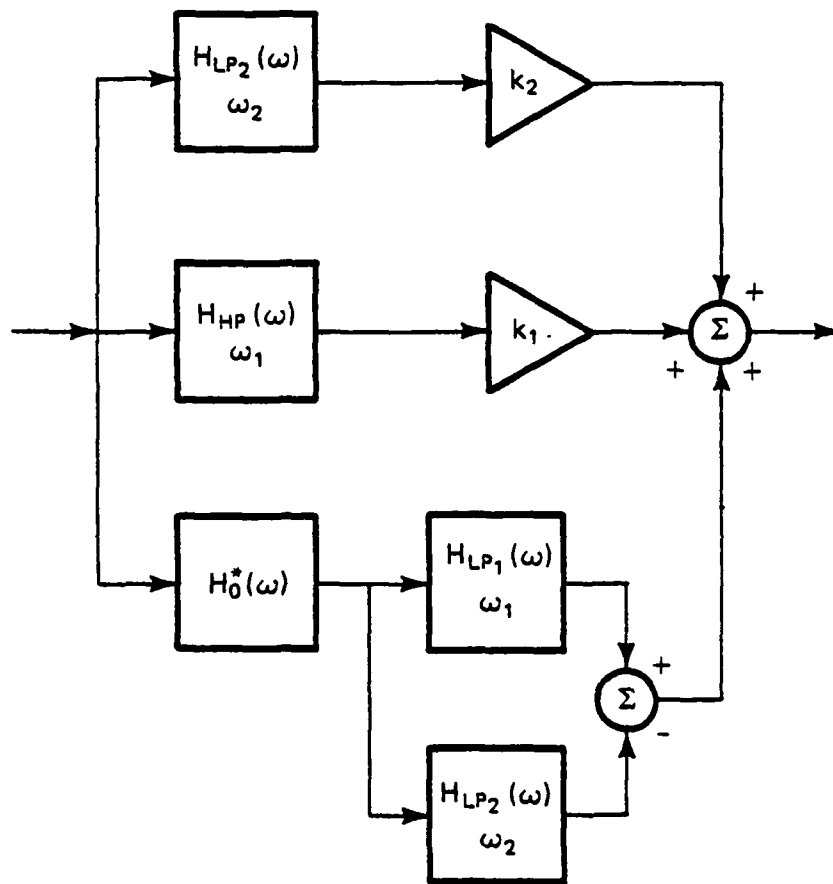 H_LP₂(ω)
ω₂
k₂
+
H_HP(ω)
ω₁
k₁.
Σ
+
+
H₀*(ω)
H_LP₁(ω)
ω₁
+
Σ
-
H_LP₂(ω)
ω₂